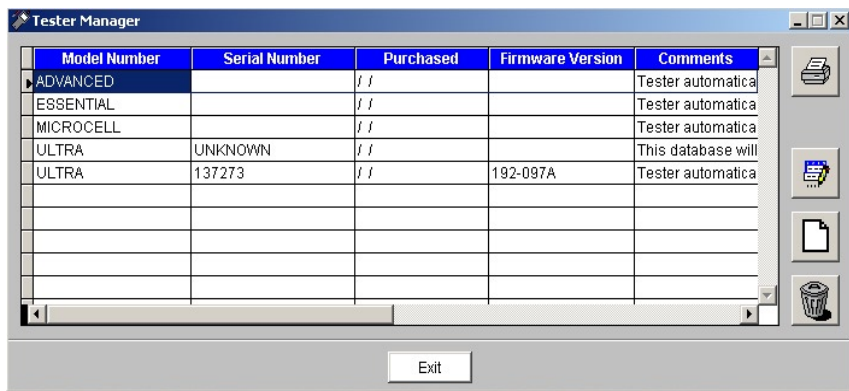 Tester Manager
Model Number Serial Number Purchased Firmware Version Comments
ADVANCED / / Tester automatica
ESSENTIAL / / Tester automatica
MICROCELL / / Tester automatica
ULTRA UNKNOWN / / This database will
ULTRA 137273 / / 192-097A Tester automatica
Exit